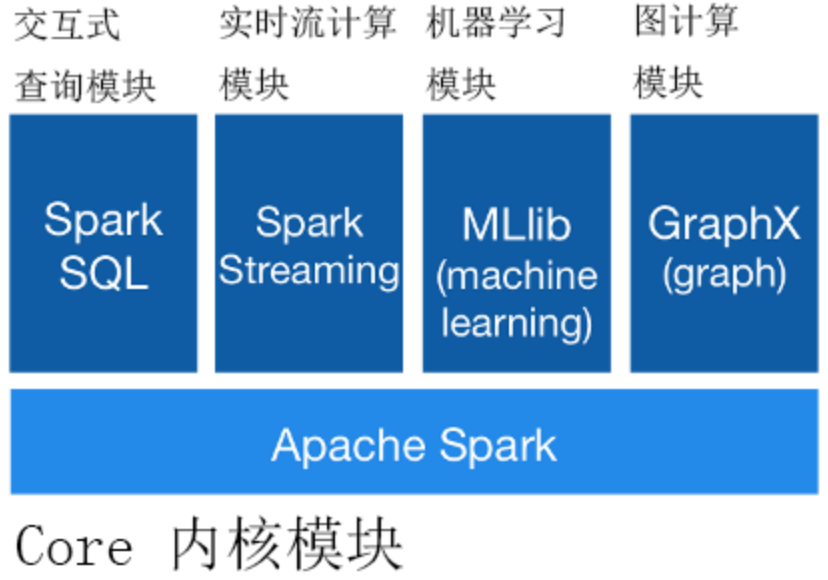 交互式
查询模块
实时流计算
模块
机器学习
模块
图计算
模块
Spark
SQL
Spark
Streaming
MLlib
(machine
learning)
GraphX
(graph)
Apache Spark
Core 内核模块